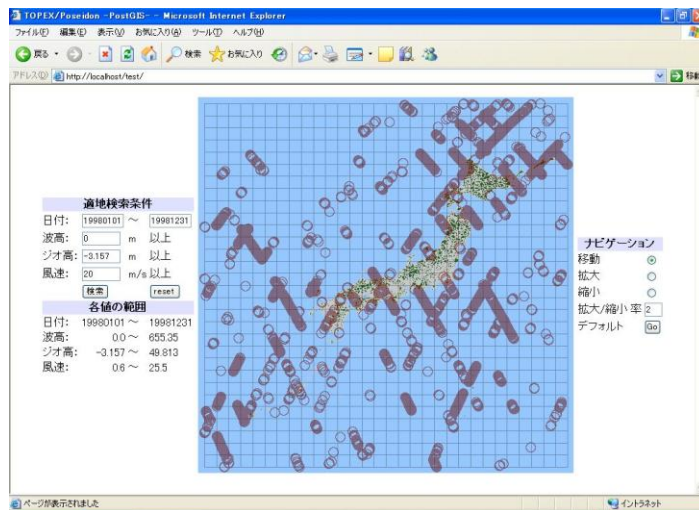 TOPEX/Poseidon -PostGIS- - Microsoft Internet Explorer
ファイル(F) 編集(E) 表示(V) お気に入り(A) ツール(T) ヘルプ(H)
戻る 検索 お気に入り
アドレス(D) http://localhost/test/ 移動
適地検索条件
日付: 19980101 ～ 19981231
波高: 0 m 以上
ジオ高: -3.157 m 以上
風速: 20 m/s 以上
検索 reset
各値の範囲
日付: 19980101 ～ 19981231
波高: 0.0 ～ 655.35
ジオ高: -3.157 ～ 49.813
風速: 0.6 ～ 25.5
ナビゲーション
移動
拡大
縮小
拡大/縮小 率 2
デフォルト Go
ページが表示されました イントラネット